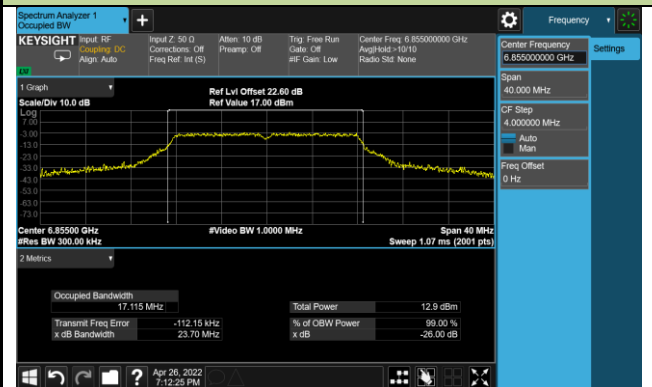 Spectrum Analyzer 1
Occupied BW
Frequency
KEYSIGHT
Input: RF
Coupling: DC
Align: Auto
Input Z: 50 Ω
Corrections: Off
Freq Ref: Int (S)
Atten: 10 dB
Preamp: Off
Trig: Free Run
Gate: Off
#IF Gain: Low
Center Freq: 6.855000000 GHz
Avg|Hold:>10/10
Radio Std: None
Center Frequency
6.855000000 GHz
Settings
Span
40.000 MHz
CF Step
4.000000 MHz
Auto
Man
Freq Offset
0 Hz
1 Graph
Scale/Div 10.0 dB
Ref Lvl Offset 22.60 dB
Ref Value 17.00 dBm
Log
7.00
-3.00
-13.0
-23.0
-33.0
-43.0
-53.0
-63.0
-73.0
Center 6.85500 GHz
#Video BW 1.0000 MHz
Span 40 MHz
#Res BW 300.00 kHz
Sweep 1.07 ms (2001 pts)
2 Metrics
Occupied Bandwidth
17.115 MHz
Total Power 12.9 dBm
Transmit Freq Error -112.15 kHz
% of OBW Power 99.00 %
x dB Bandwidth 23.70 MHz
x dB -26.00 dB
?
Apr 26, 2022
7:12:25 PM